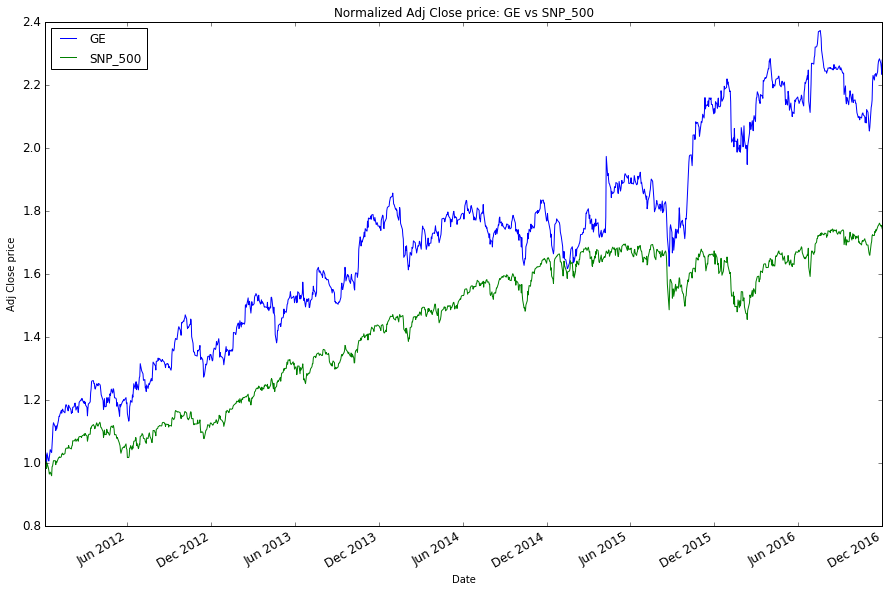 Normalized Adj Close price: GE vs SNP_500
GE
SNP_500
2.4
2.2
2.0
1.8
1.6
1.4
1.2
1.0
0.8
Adj Close price
Jun 2012
Dec 2012
Jun 2013
Dec 2013
Jun 2014
Dec 2014
Jun 2015
Dec 2015
Jun 2016
Dec 2016
Date